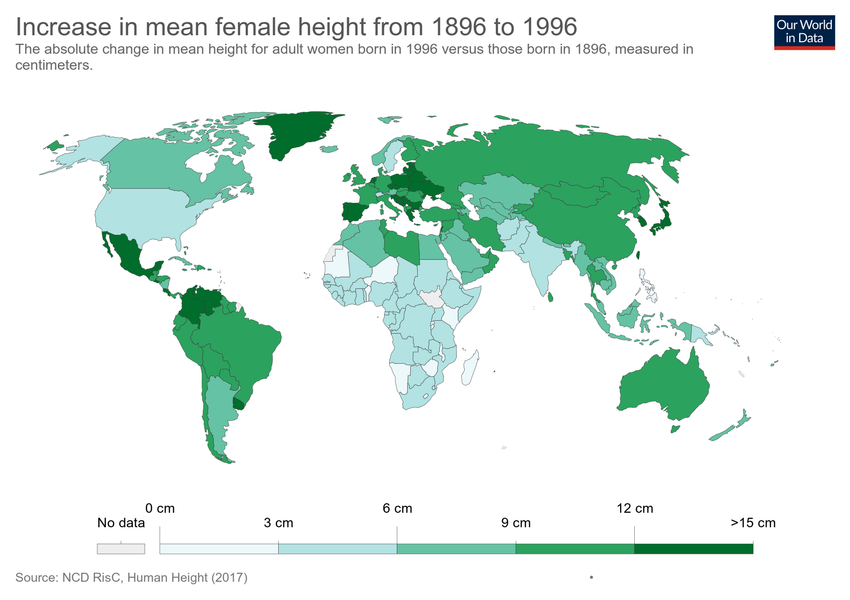 Increase in mean female height from 1896 to 1996
Our World
in Data
The absolute change in mean height for adult women born in 1996 versus those born in 1896, measured in
centimeters.
0 cm
6 cm
12 cm
No data
3 cm
9 cm
>15 cm
Source: NCD RisC, Human Height (2017)